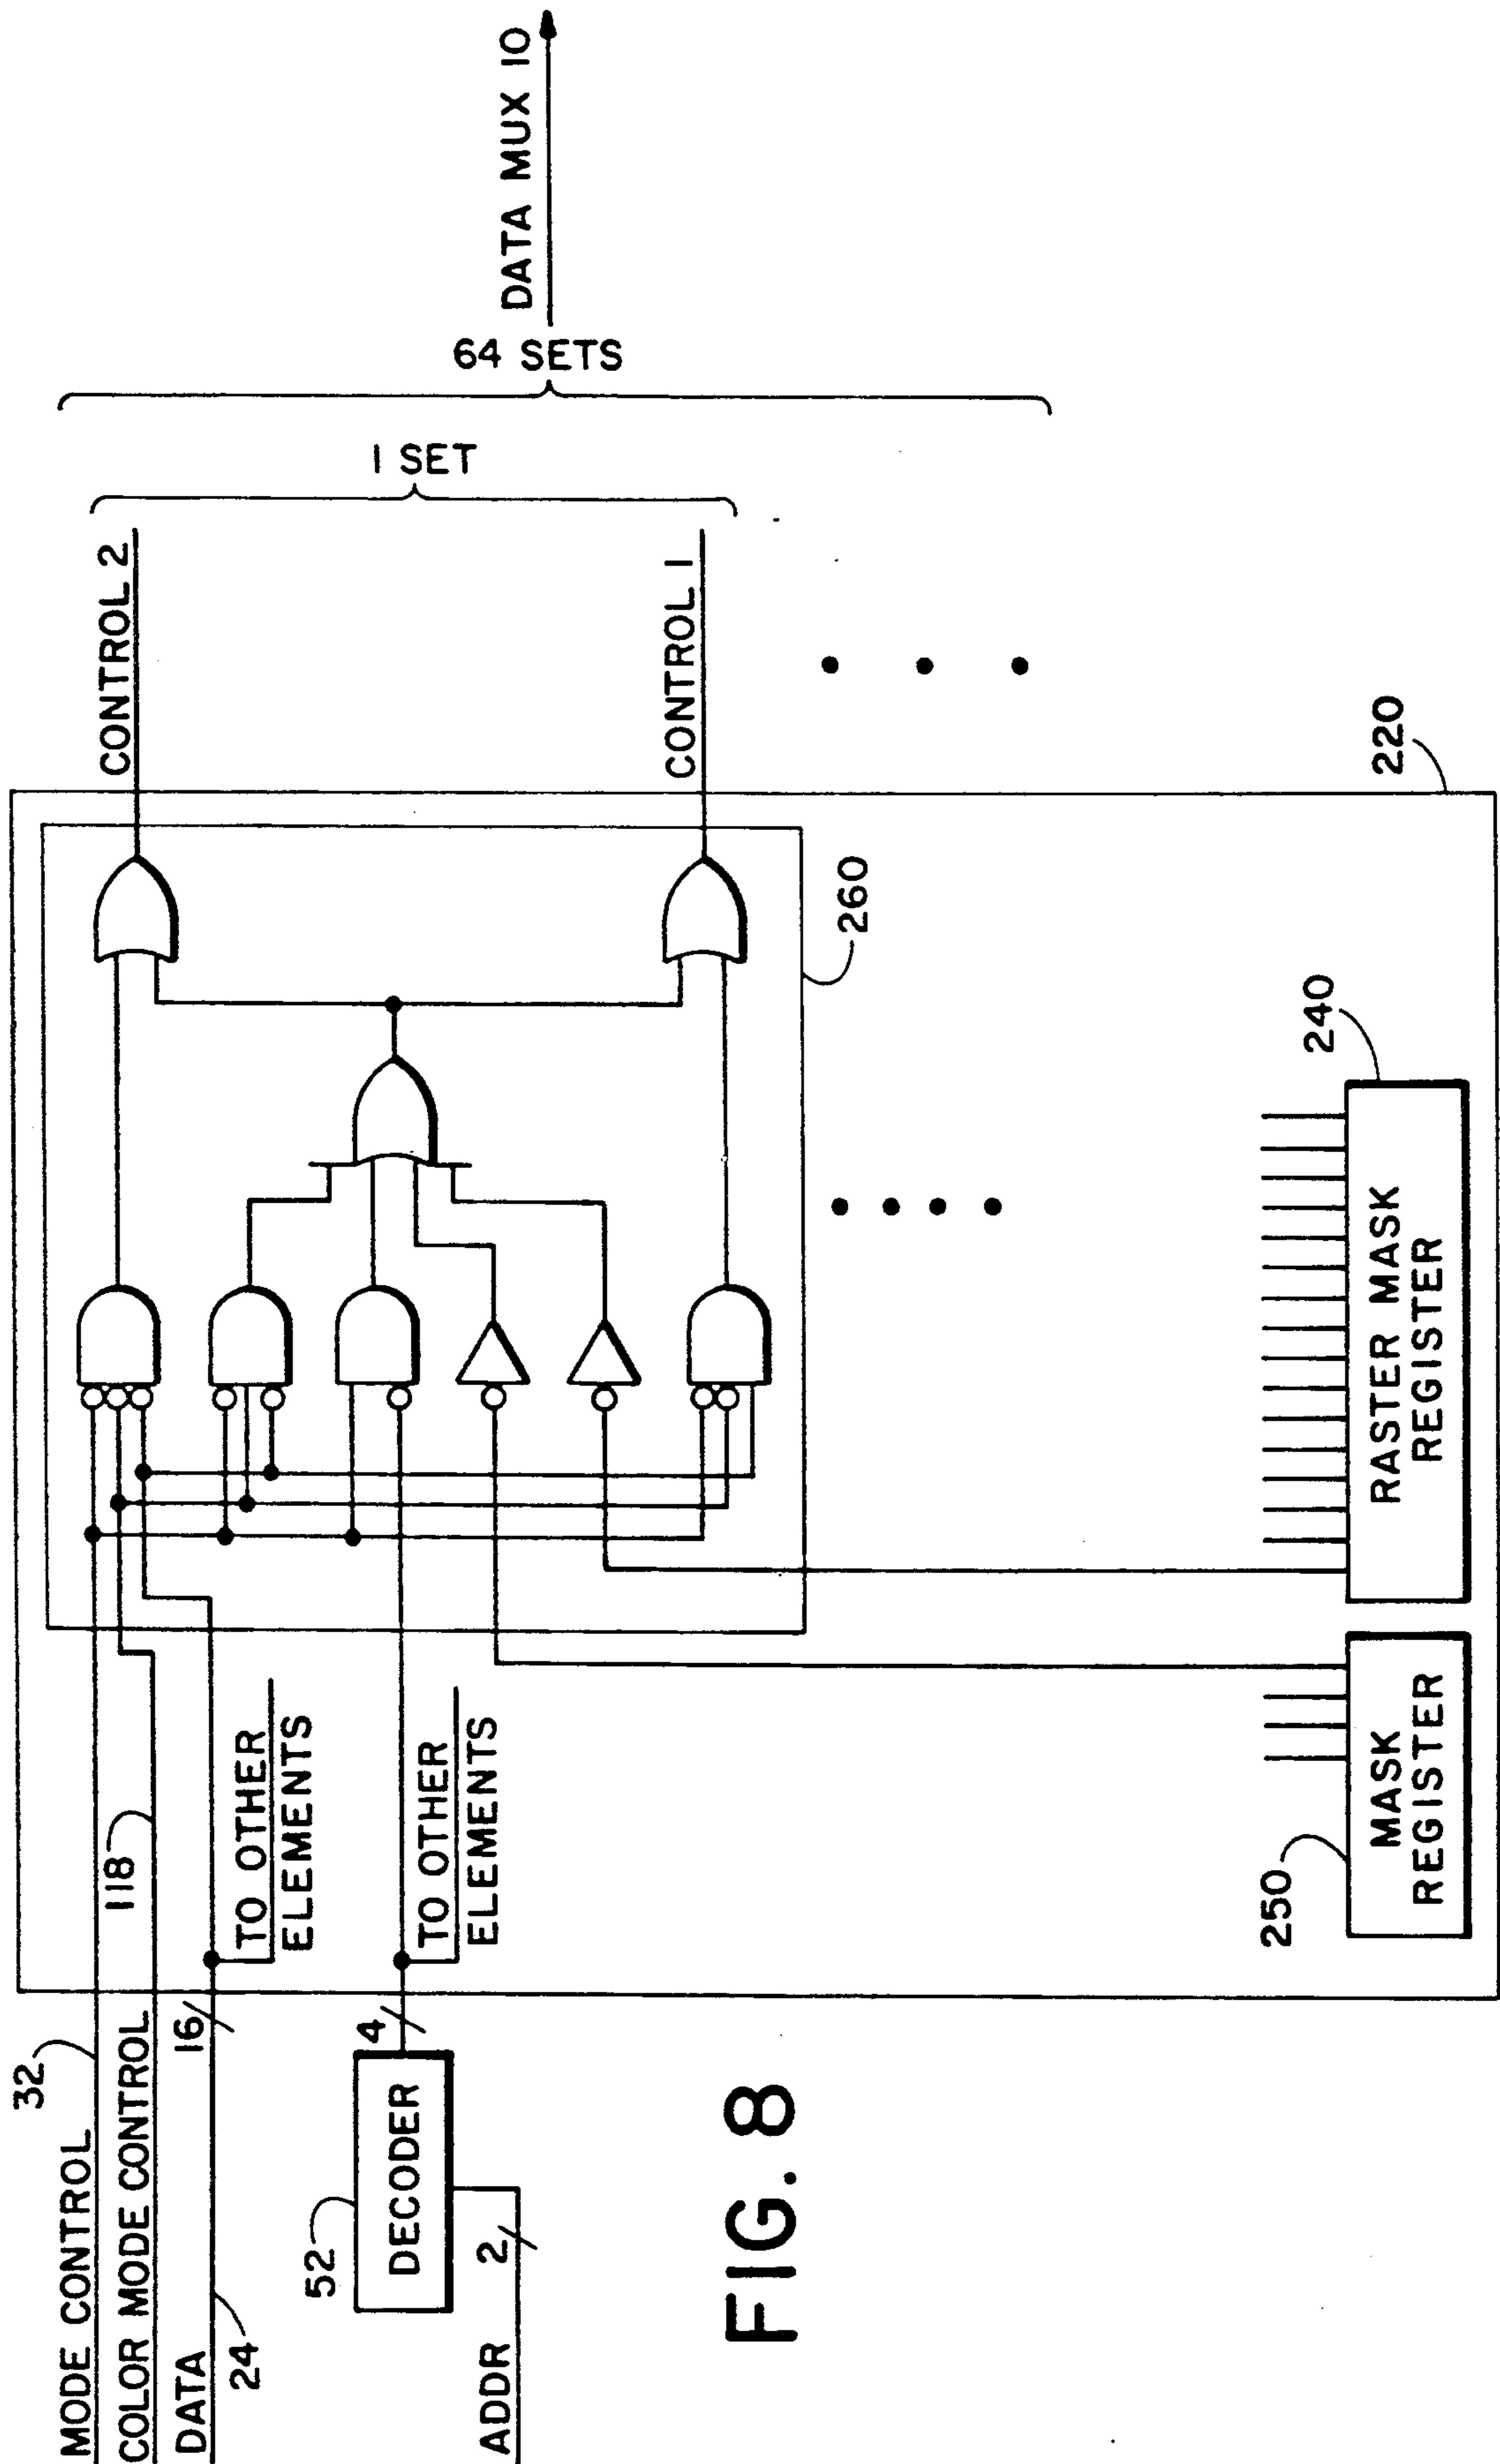 MODE CONTROL
32
COLOR MODE CONTROL
118
DATA
24
16
TO OTHER
ELEMENTS
52
DECODER
4
TO OTHER
ELEMENTS
ADDR
2
CONTROL 2
CONTROL 1
1 SET
64 SETS
DATA MUX 10
260
220
250
MASK
REGISTER
240
RASTER MASK
REGISTER
FIG. 8